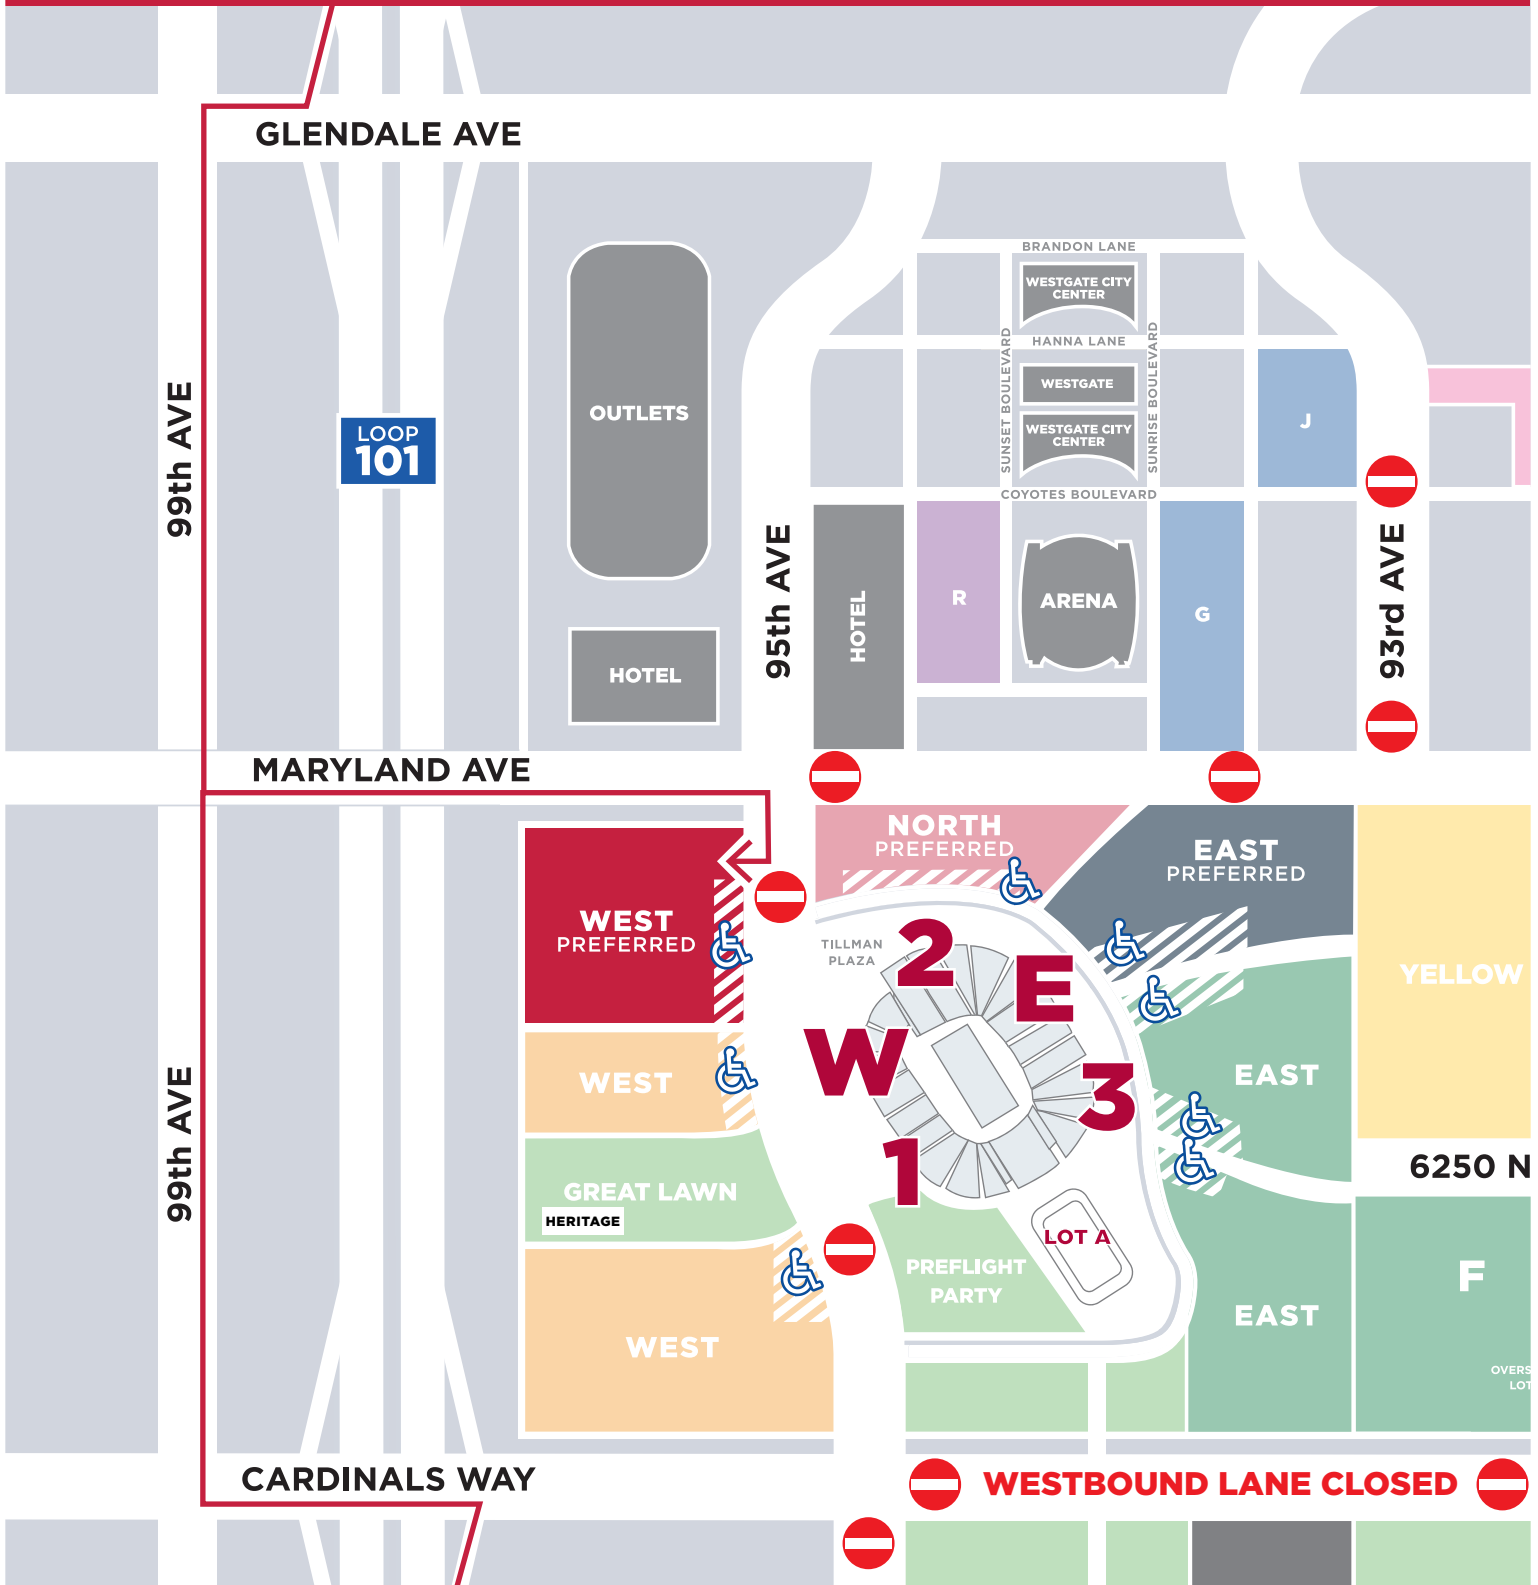 GLENDALE AVE
BRANDON LANE
WESTGATE CITY
CENTER
HANNA LANE
SUNSET BOULEVARD
SUNRISE BOULEVARD
WESTGATE
WESTGATE CITY
CENTER
COYOTES BOULEVARD
OUTLETS
99th AVE
LOOP
101
J
95th AVE
HOTEL
R
ARENA
G
93rd AVE
HOTEL
MARYLAND AVE
NORTH
PREFERRED
EAST
PREFERRED
WEST
PREFERRED
TILLMAN
PLAZA
2
E
YELLOW
W
3
1
WEST
EAST
99th AVE
6250 N
GREAT LAWN
HERITAGE
LOT A
PREFLIGHT
PARTY
F
EAST
WEST
OVERS
LOT
CARDINALS WAY
WESTBOUND LANE CLOSED